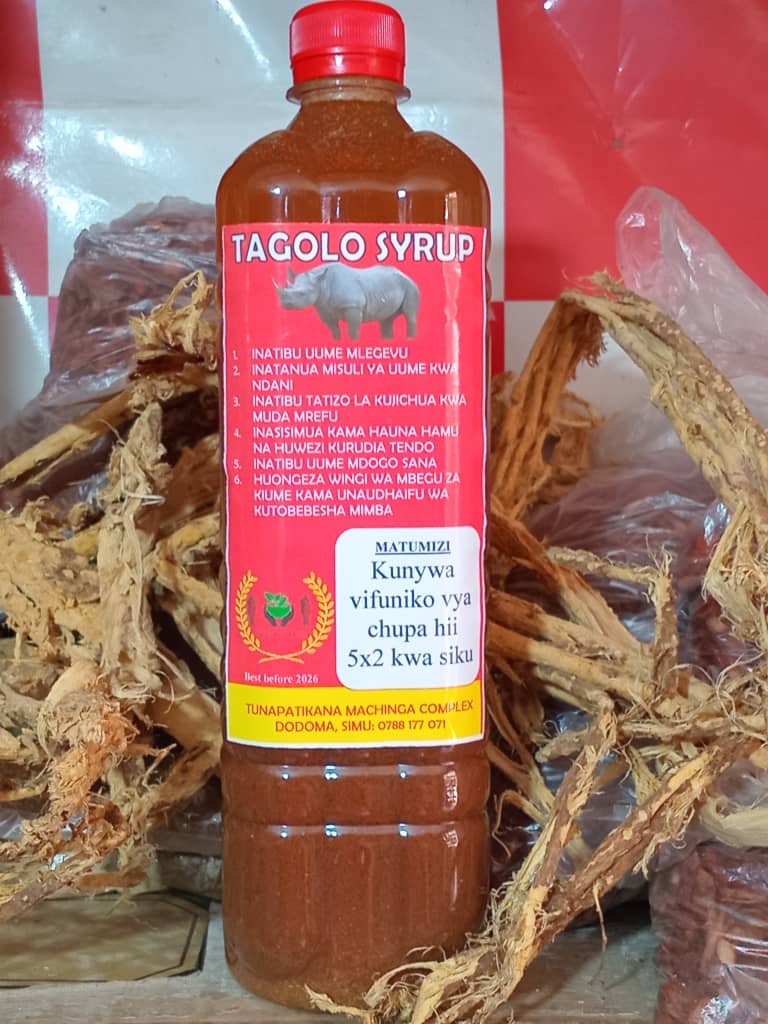 TAGOLO SYRUP
1. INATIBU UUME MLEGEVU
2. INATANUA MISULI YA UUME KWA
NDANI
3. INATIBU TATIZO LA KUJICHUA KWA
MUDA MREFU
4. INASISIMUA KAMA HAUNA HAMU
NA HUWEZI KURUDIA TENDO
5. INATIBU UUME MDOGO SANA
6. HUONGEZA WINGI WA MBEGU ZA
KIUME KAMA UNAUDHAIFU WA
KUTOBEBESHA MIMBA
MATUMIZI
Kunywa
vifuniko vya
chupa hii
5x2 kwa siku
Best before 2026
TUNAPATIKANA MACHINGA COMPLEX
DODOMA, SIMU: 0788 177 071